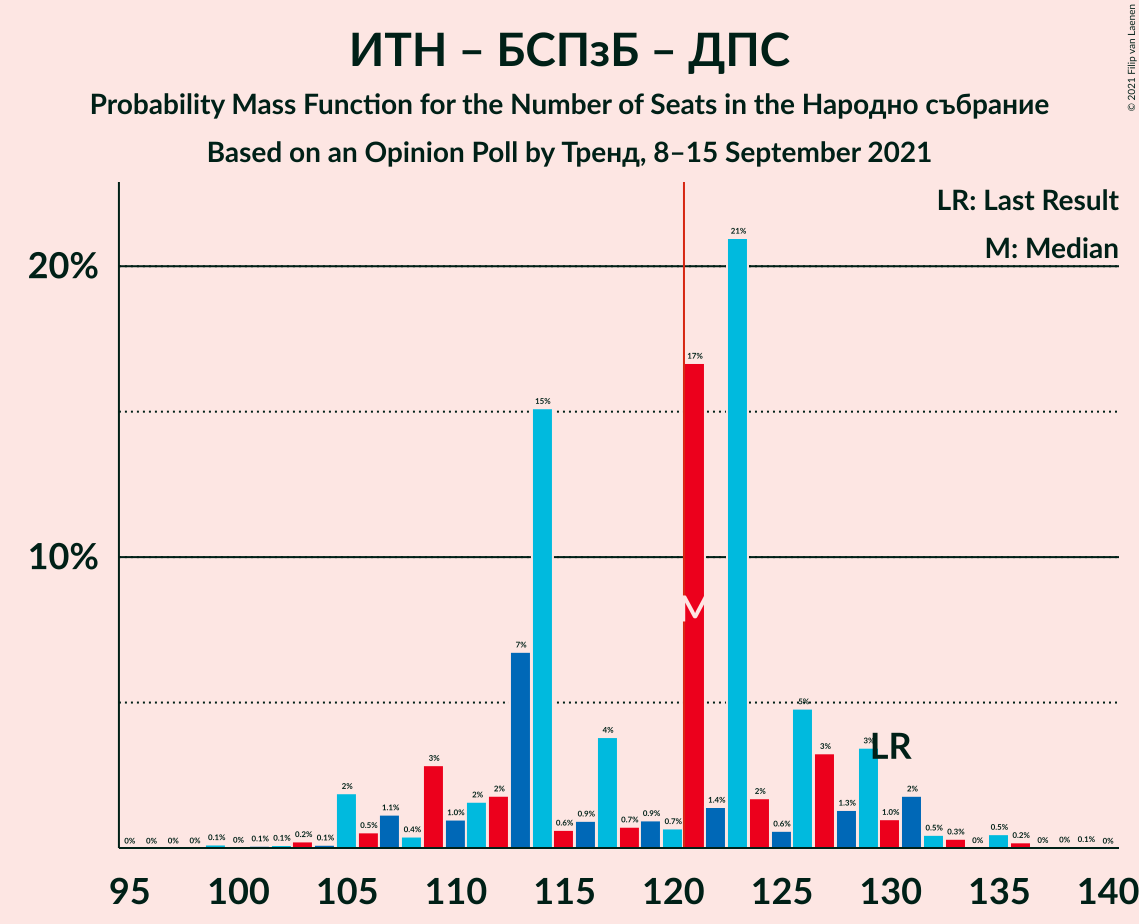 ИТН – БСПзБ – ДПС
Probability Mass Function for the Number of Seats in the Народно събрание
Based on an Opinion Poll by Тренд, 8–15 September 2021
© 2021 Filip van Laenen
LR: Last Result
M: Median
20%
10%
0% 0% 0% 0% 0.1% 0% 0.1% 0.1% 0.2% 0.1% 2% 0.5% 1.1% 0.4% 3% 1.0% 2% 2% 7% 15% 0.6% 0.9% 4% 0.7% 0.9% 0.7% 17% 1.4% 21% 2% 0.6% 5% 3% 1.3% 3% 1.0% 2% 0.5% 0.3% 0% 0.5% 0.2% 0% 0% 0.1% 0%
M
LR
95 100 105 110 115 120 125 130 135 140